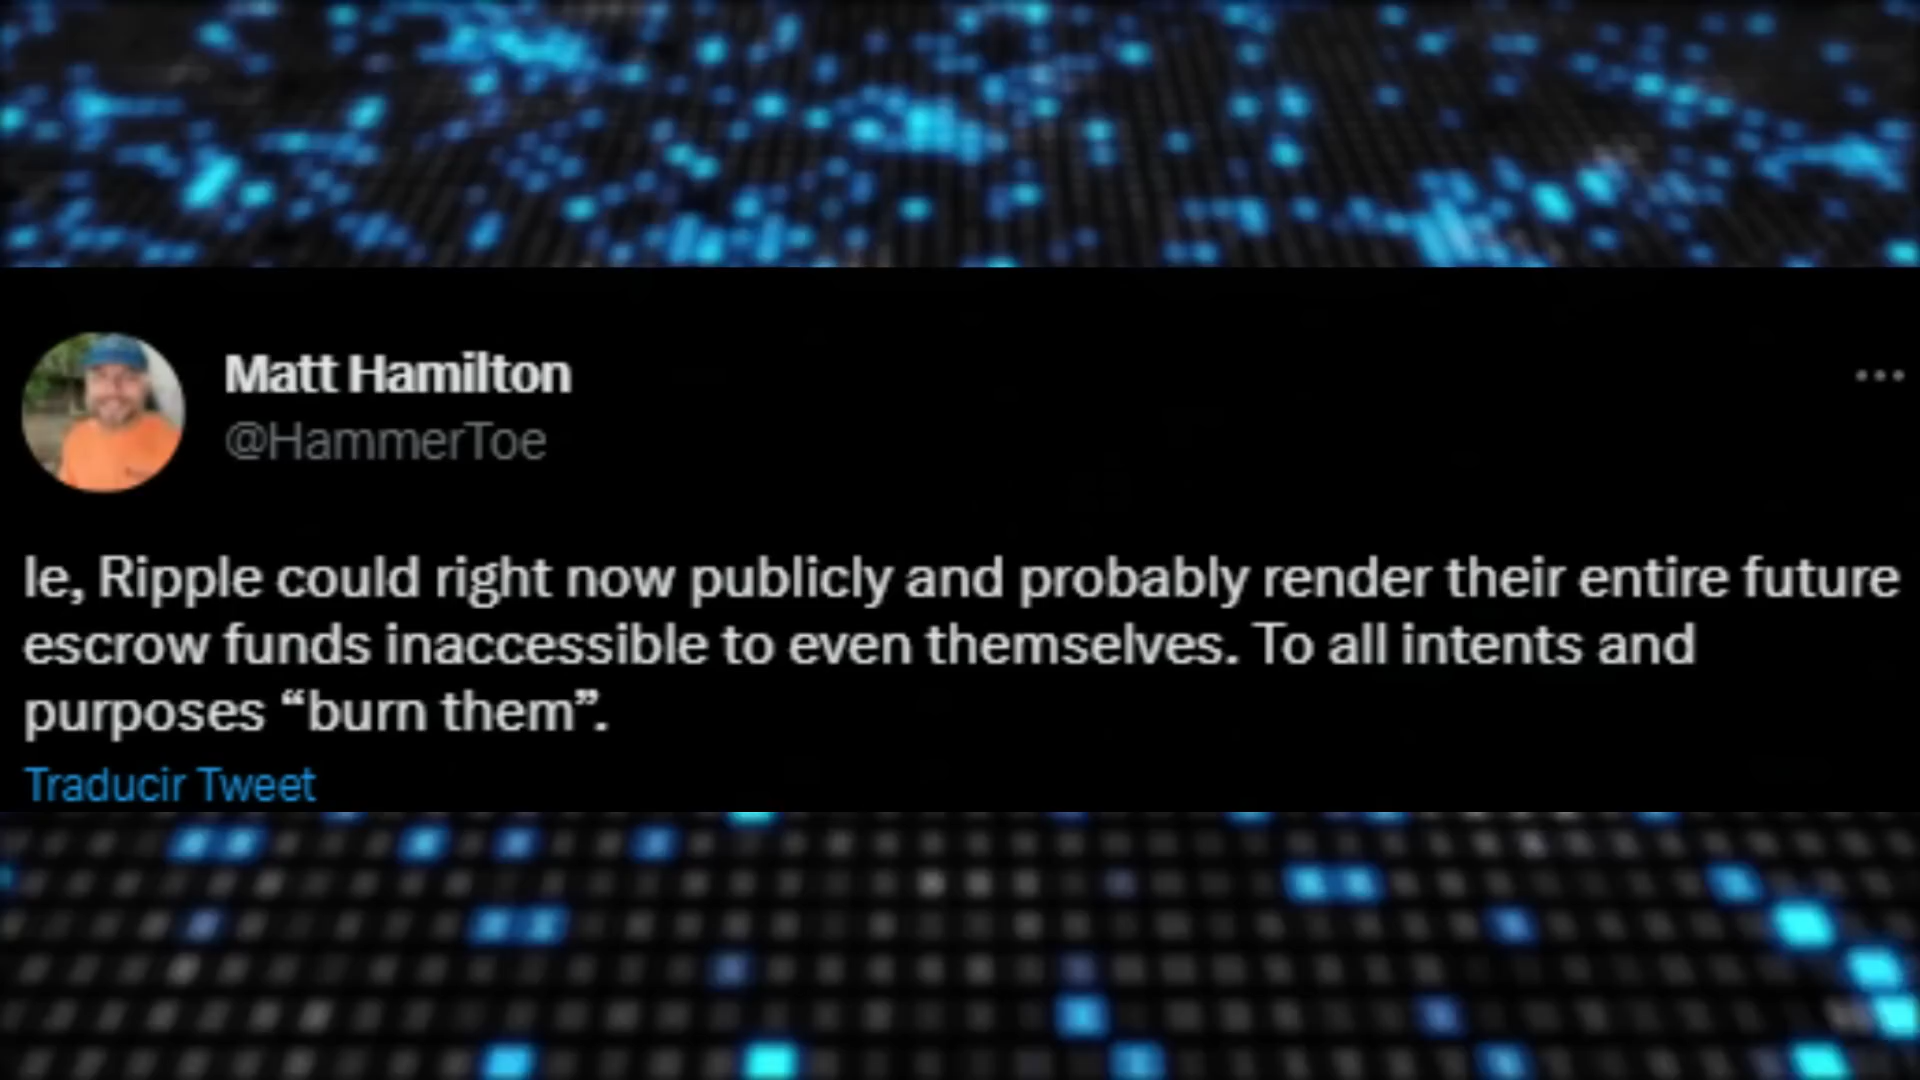 Matt Hamilton
@HammerToe
Ie, Ripple could right now publicly and probably render their entire future
escrow funds inaccessible to even themselves. To all intents and
purposes “burn them”.
Traducir Tweet